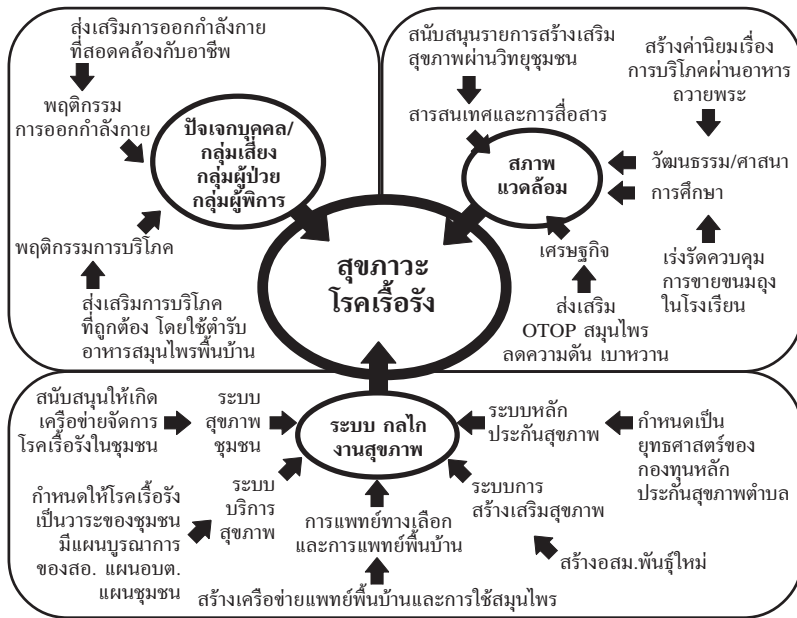 ส่งเสริมการออกกำลังกาย
ที่สอดคล้องกับอาชีพ
พฤติกรรม
การออกกำลังกาย
ปัจเจกบุคคล/
กลุ่มเสี่ยง
กลุ่มผู้ป่วย
กลุ่มผู้พิการ
พฤติกรรมการบริโภค
ส่งเสริมการบริโภค
ที่ถูกต้อง โดยใช้ตำรับ
อาหารสมุนไพรพื้นบ้าน
สนับสนุนรายการสร้างเสริม
สุขภาพผ่านวิทยุชุมชน
สารสนเทศและการสื่อสาร
สร้างค่านิยมเรื่อง
การบริโภคผ่านอาหาร
ถวายพระ
สภาพ
แวดล้อม
วัฒนธรรม/ศาสนา
การศึกษา
เศรษฐกิจ
เร่งรัดควบคุม
การขายขนมถุง
ในโรงเรียน
ส่งเสริม
OTOP สมุนไพร
ลดความดัน เบาหวาน
สุขภาวะ
โรคเรื้อรัง
สนับสนุนให้เกิด
เครือข่ายจัดการ
โรคเรื้อรังในชุมชน
ระบบ
สุขภาพ
ชุมชน
ระบบ กลไก
งานสุขภาพ
ระบบหลัก
ประกันสุขภาพ
กำหนดเป็น
ยุทธศาสตร์ของ
กองทุนหลัก
ประกันสุขภาพตำบล
กำหนดให้โรคเรื้อรัง
เป็นวาระของชุมชน
มีแผนบูรณาการ
ของสอ. แผนอบต.
แผนชุมชน
ระบบ
บริการ
สุขภาพ
การแพทย์ทางเลือก
และการแพทย์พื้นบ้าน
ระบบการ
สร้างเสริมสุขภาพ
สร้างอสม.พันธุ์ใหม่
สร้างเครือข่ายแพทย์พื้นบ้านและการใช้สมุนไพร